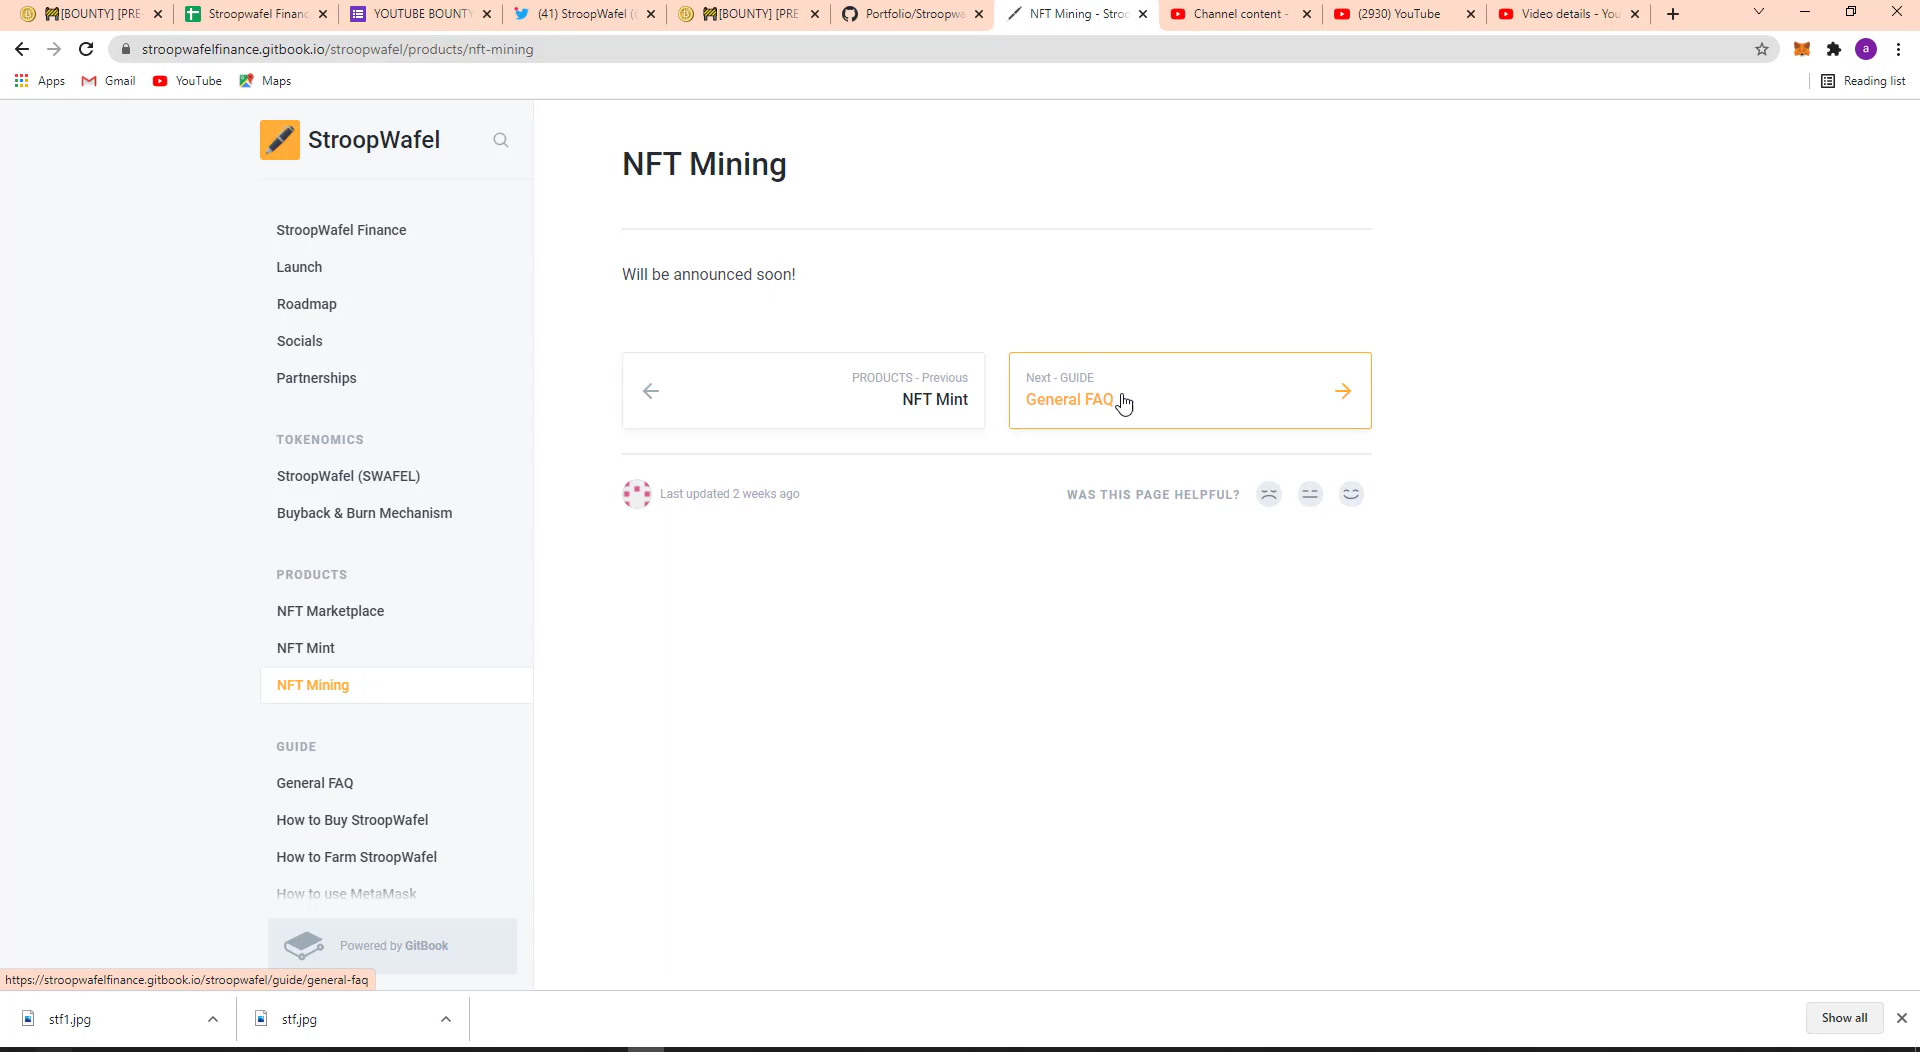 [BOUNTY] [PRE
Stroopwafel Financ
YOUTUBE BOUNTY
(41) StroopWafel (
[BOUNTY] [PRE
Portfolio/Stroopwa
NFT Mining - Stroo
Channel content -
(2930) YouTube
Video details - You
stroopwafelfinance.gitbook.io/stroopwafel/products/nft-mining
a
Apps
Gmail
YouTube
Maps
Reading list
StroopWafel
StroopWafel Finance
Launch
Roadmap
Socials
Partnerships
TOKENOMICS
StroopWafel (SWAFEL)
Buyback & Burn Mechanism
PRODUCTS
NFT Marketplace
NFT Mint
NFT Mining
GUIDE
General FAQ
How to Buy StroopWafel
How to Farm StroopWafel
How to use MetaMask
Powered by GitBook
NFT Mining
Will be announced soon!
PRODUCTS - Previous
NFT Mint
Next - GUIDE
General FAQ
Last updated 2 weeks ago
WAS THIS PAGE HELPFUL?
https://stroopwafelfinance.gitbook.io/stroopwafel/guide/general-faq
stf1.jpg
stf.jpg
Show all